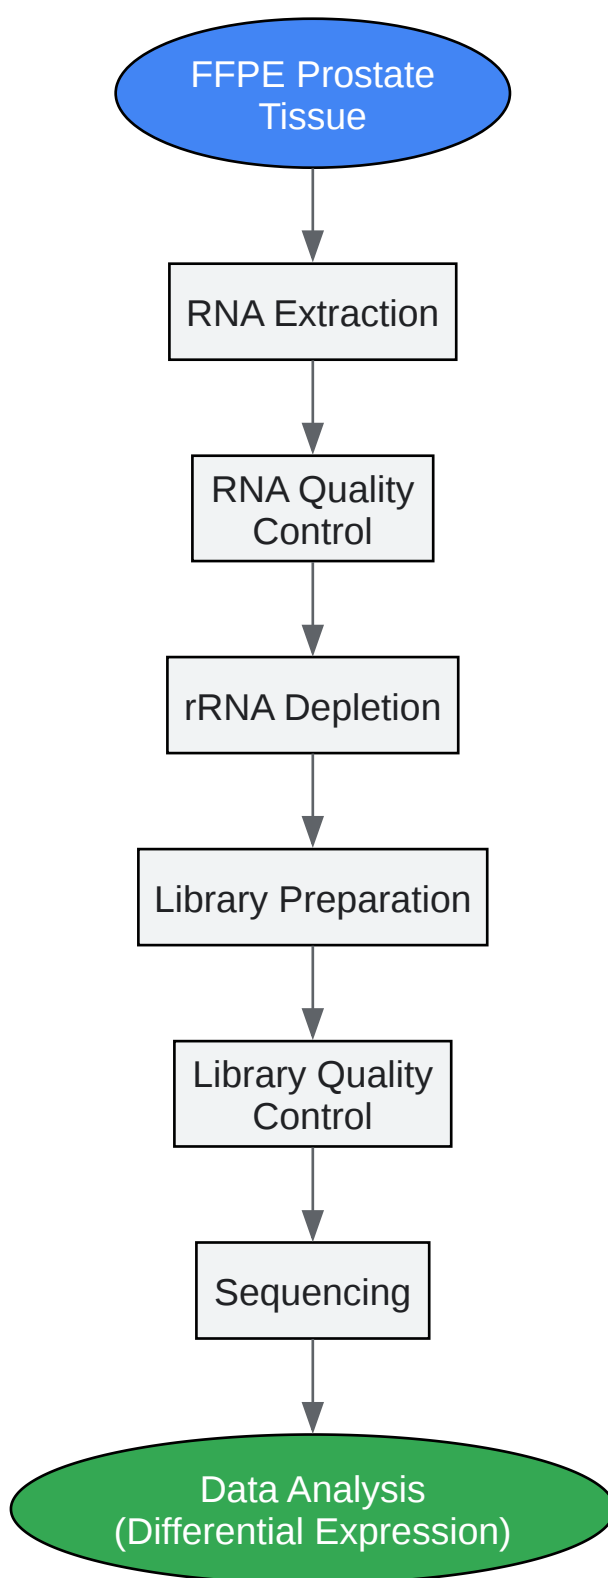 FFPE Prostate
Tissue
RNA Extraction
RNA Quality
Control
rRNA Depletion
Library Preparation
Library Quality
Control
Sequencing
Data Analysis
(Differential Expression)